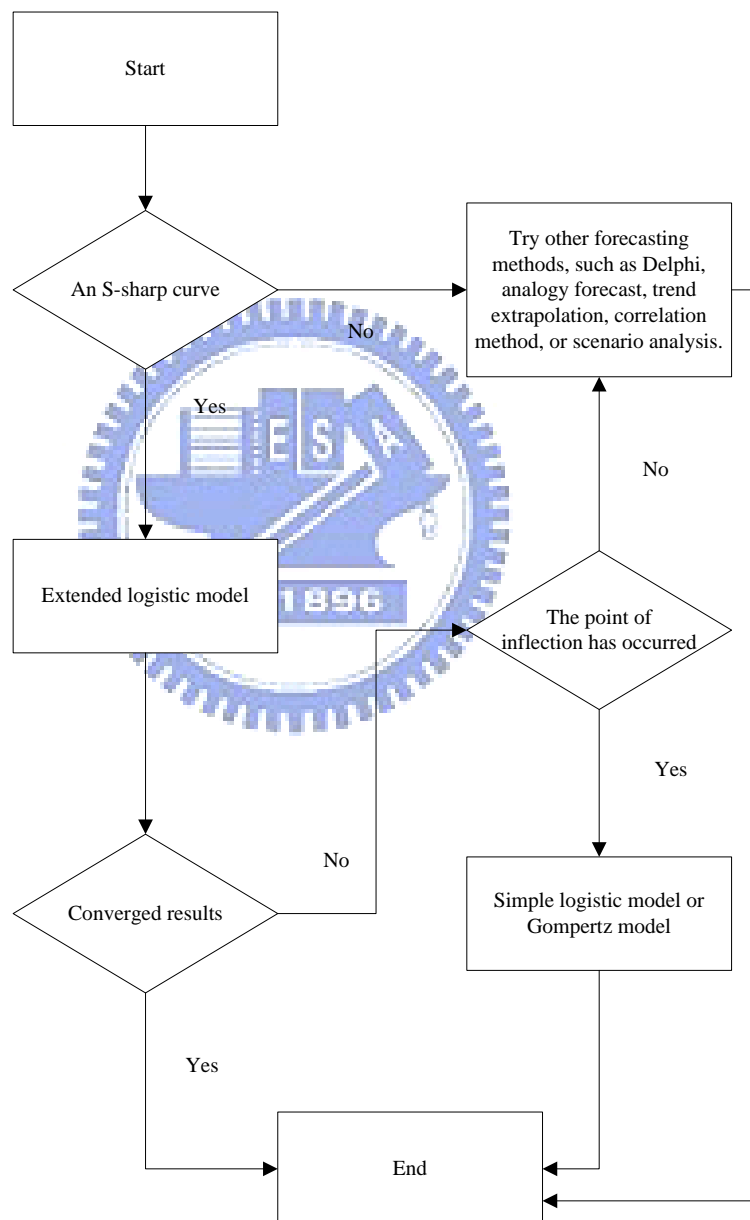 Start
An S-sharp curve
Try other forecasting
methods, such as Delphi,
analogy forecast, trend
extrapolation, correlation
method, or scenario analysis.
No
Yes
E S A
No
Extended logistic model
1896
The point of
inflection has occurred
Yes
No
Converged results
Simple logistic model or
Gompertz model
Yes
End